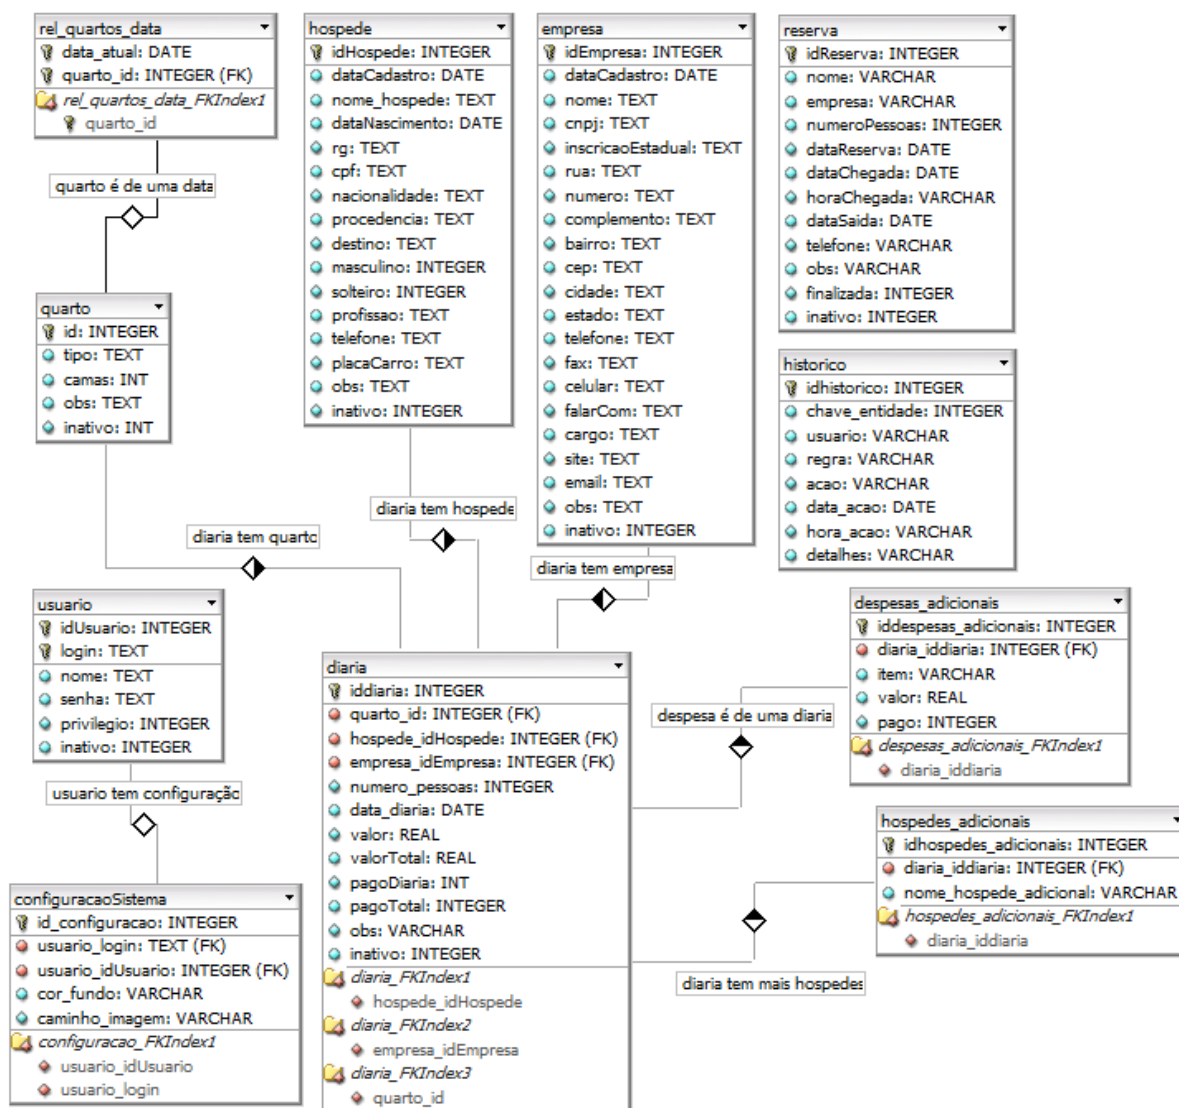 rel_quartos_data
data_atual: DATE
quarto_id: INTEGER (FK)
rel_quartos_data_FKIndex1
quarto_id
quarto é de uma data
quarto
id: INTEGER
tipo: TEXT
camas: INT
obs: TEXT
inativo: INT
hospede
idHospede: INTEGER
dataCadastro: DATE
nome_hospede: TEXT
dataNascimento: DATE
rg: TEXT
cpf: TEXT
nacionalidade: TEXT
procedencia: TEXT
destino: TEXT
masculino: INTEGER
solteiro: INTEGER
profissao: TEXT
telefone: TEXT
placaCarro: TEXT
obs: TEXT
inativo: INTEGER
empresa
idEmpresa: INTEGER
dataCadastro: DATE
nome: TEXT
cnpj: TEXT
inscricaoEstadual: TEXT
rua: TEXT
numero: TEXT
complemento: TEXT
bairro: TEXT
cep: TEXT
cidade: TEXT
estado: TEXT
telefone: TEXT
fax: TEXT
celular: TEXT
falarCom: TEXT
cargo: TEXT
site: TEXT
email: TEXT
obs: TEXT
inativo: INTEGER
reserva
idReserva: INTEGER
nome: VARCHAR
empresa: VARCHAR
numeroPessoas: INTEGER
dataReserva: DATE
dataChegada: DATE
horaChegada: VARCHAR
dataSaida: DATE
telefone: VARCHAR
obs: VARCHAR
finalizada: INTEGER
inativo: INTEGER
historico
idhistorico: INTEGER
chave_entidade: INTEGER
usuario: VARCHAR
regra: VARCHAR
acao: VARCHAR
data_acao: DATE
hora_acao: VARCHAR
detalhes: VARCHAR
diaria tem quarto
diaria tem hospede
diaria tem empresa
usuario
idUsuario: INTEGER
login: TEXT
nome: TEXT
senha: TEXT
privilegio: INTEGER
inativo: INTEGER
usuario tem configuração
configuracaoSistema
id_configuracao: INTEGER
usuario_login: TEXT (FK)
usuario_idUsuario: INTEGER (FK)
cor_fundo: VARCHAR
caminho_imagem: VARCHAR
configuracao_FKIndex1
usuario_idUsuario
usuario_login
diaria
iddiaria: INTEGER
quarto_id: INTEGER (FK)
hospede_idHospede: INTEGER (FK)
empresa_idEmpresa: INTEGER (FK)
numero_pessoas: INTEGER
data_diaria: DATE
valor: REAL
valorTotal: REAL
pagoDiaria: INT
pagoTotal: INTEGER
obs: VARCHAR
inativo: INTEGER
diaria_FKIndex1
hospede_idHospede
diaria_FKIndex2
empresa_idEmpresa
diaria_FKIndex3
quarto_id
despesa é de uma diaria
despesas_adicionais
iddespesas_adicionais: INTEGER
diaria_iddiaria: INTEGER (FK)
item: VARCHAR
valor: REAL
pago: INTEGER
despesas_adicionais_FKIndex1
diaria_iddiaria
hospedes_adicionais
idhospedes_adicionais: INTEGER
diaria_iddiaria: INTEGER (FK)
nome_hospede_adicional: VARCHAR
hospedes_adicionais_FKIndex1
diaria_iddiaria
diaria tem mais hospedes